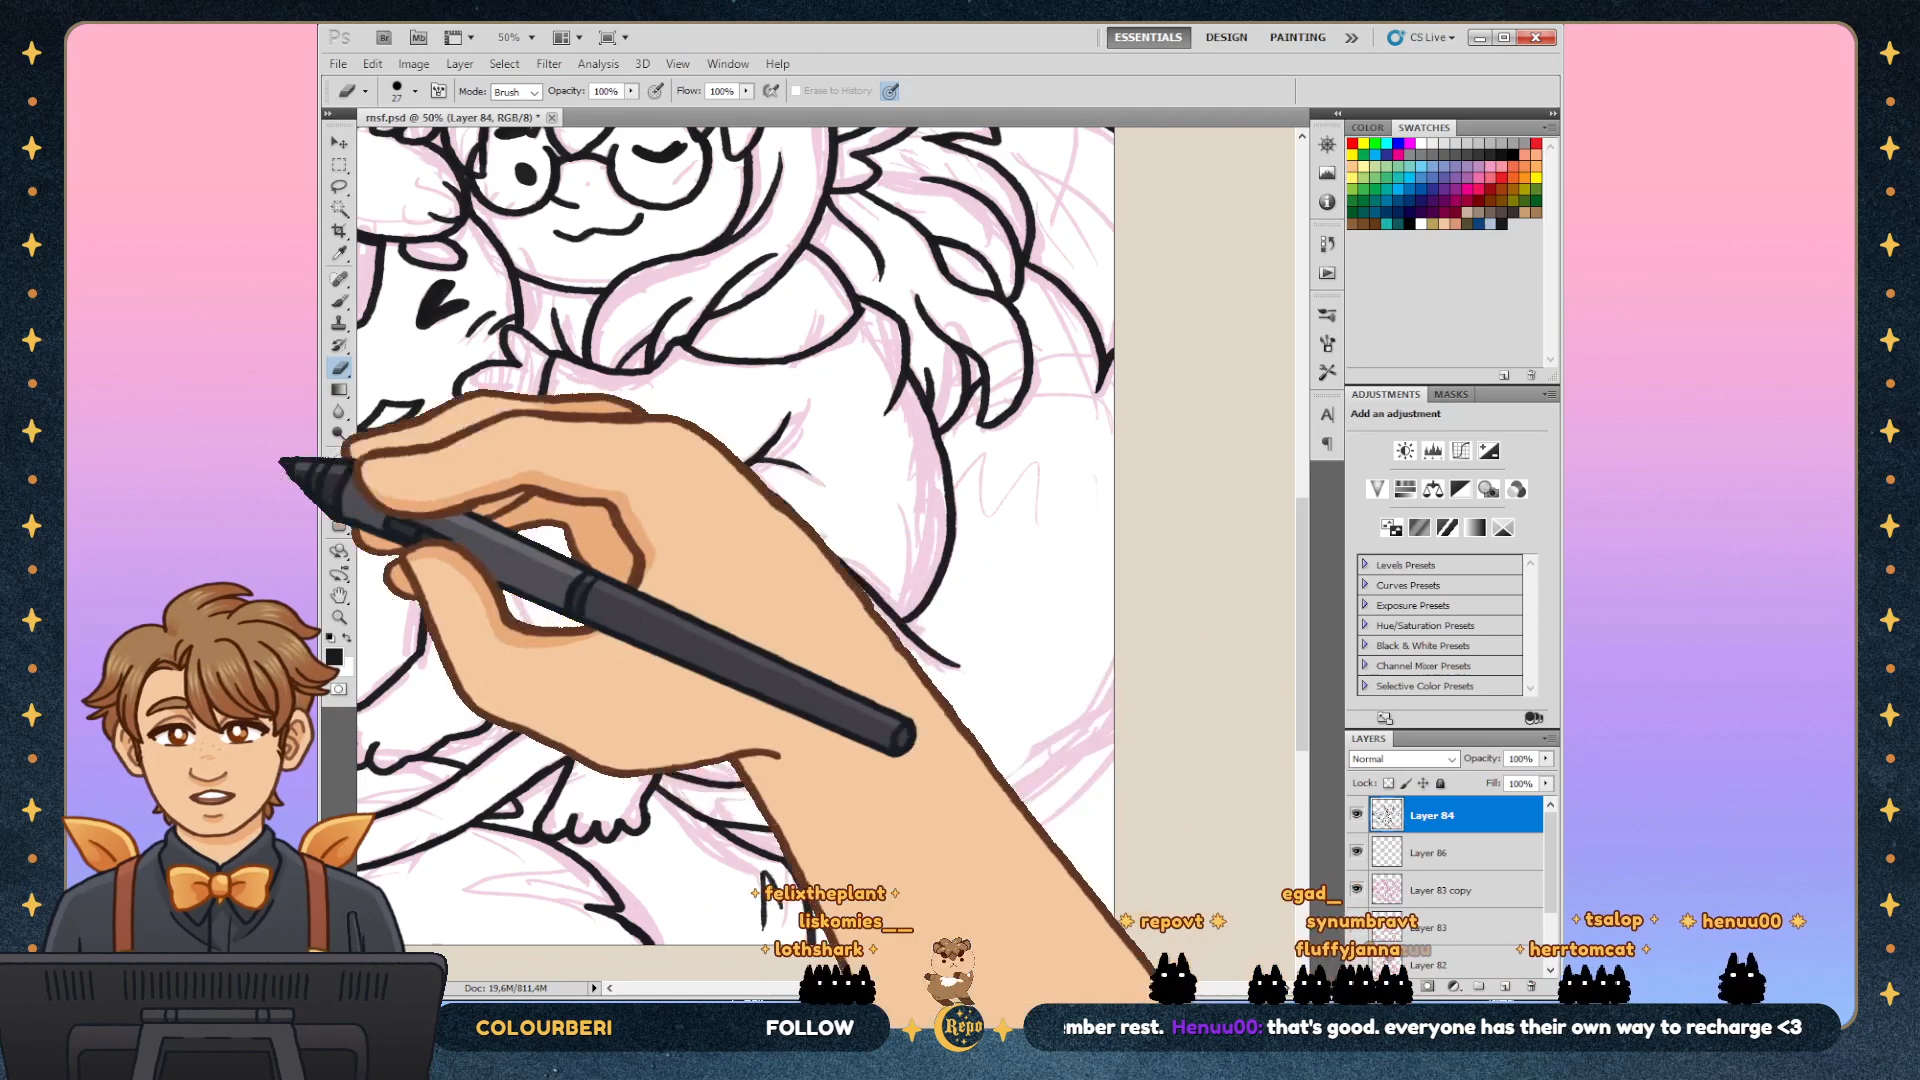 Ps Br Mb 50% ESSENTIALS DESIGN PAINTING CS Live
File Edit Image Layer Select Filter Analysis 3D View Window Help
27 Mode: Brush Opacity: 100% Flow: 100% Erase to History
rnsf.psd @ 50% (Layer 84, RGB/8) *
COLOR SWATCHES
ADJUSTMENTS MASKS
Add an adjustment
Levels Presets
Curves Presets
Exposure Presets
Hue/Saturation Presets
Black & White Presets
Channel Mixer Presets
Selective Color Presets
LAYERS
Normal Opacity: 100%
Lock: Fill: 100%
Layer 84
Layer 86
Layer 83 copy
83
Layer 82
Doc: 19,6M/811,4M
felixtheplant
liskomies__
lothshark
repovt
egad_
synumbravt
fluffyjanna
tsalop
herrtomcat
henuu00
COLOURBERI FOLLOW
Repo
mber rest. Henuu00: that's good. everyone has their own way to recharge <3